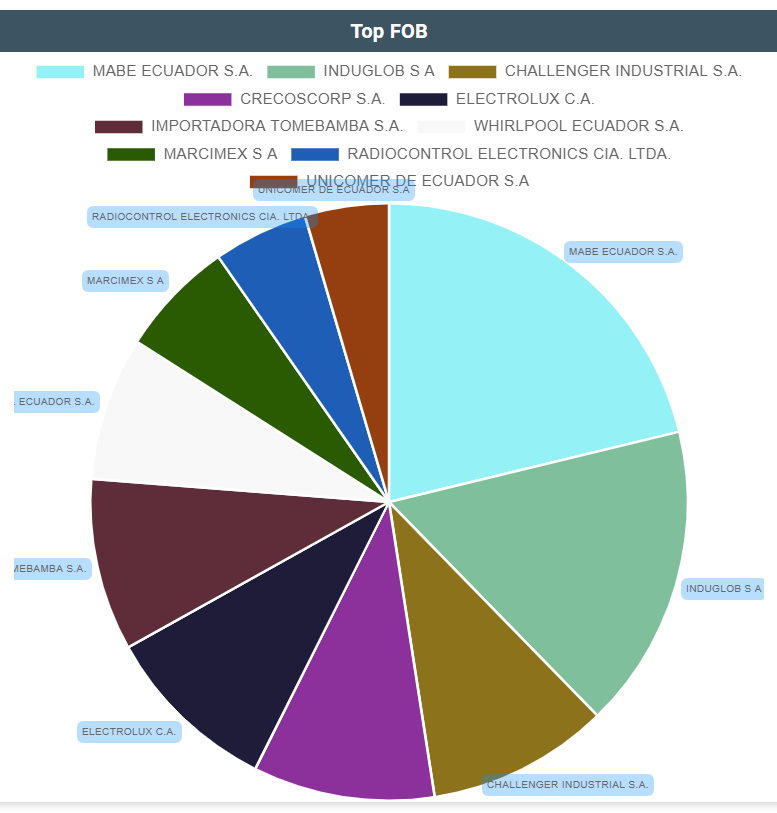 Top FOB
MABE ECUADOR S.A. INDUGLOB S A CHALLENGER INDUSTRIAL S.A.
CRECOSCORP S.A. ELECTROLUX C.A.
IMPORTADORA TOMEBAMBA S.A. WHIRLPOOL ECUADOR S.A.
MARCIMEX S A RADIOCONTROL ELECTRONICS CIA. LTDA.
UNICOMER DE ECUADOR S.A
UNICOMER DE ECUADOR S.A
RADIOCONTROL ELECTRONICS CIA. LTDA.
MABE ECUADOR S.A.
MARCIMEX S A
ECUADOR S.A.
MEBAMBA S.A.
INDUGLOB S A
ELECTROLUX C.A.
CHALLENGER INDUSTRIAL S.A.